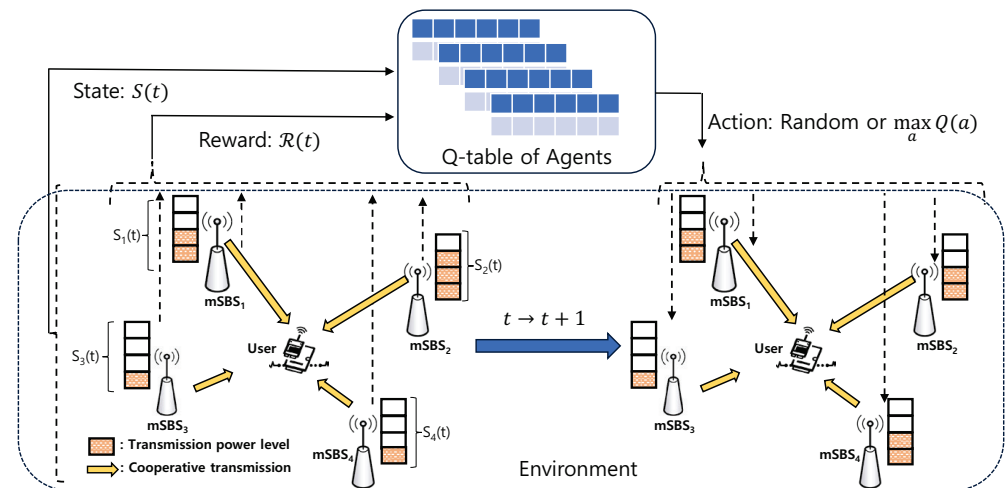 State: S(t)
Reward: ℛ(t)
Q-table of Agents
Action: Random or max Q(a)
a
S₁(t)
mSBS₁
S₂(t)
mSBS₂
S₃(t)
mSBS₃
User
S₄(t)
mSBS₄
: Transmission power level
: Cooperative transmission
t → t + 1
Environment
mSBS₁
mSBS₂
User
mSBS₃
mSBS₄